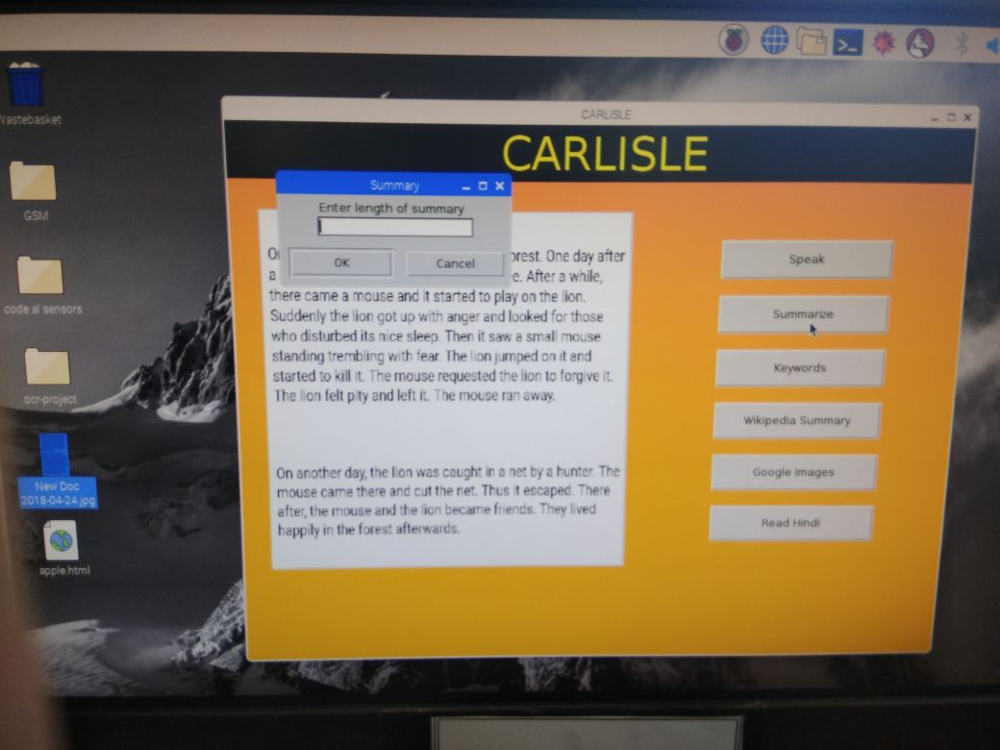 Wastebasket
GSM
code al sensors
ocr-project
New Doc
2018-04-24.jpg
apple.html
CARLISLE
CARLISLE
Summary
Enter length of summary
OK
Cancel
One day after
a
After a while,
there came a mouse and it started to play on the lion.
Suddenly the lion got up with anger and looked for those
who disturbed its nice sleep. Then it saw a small mouse
standing trembling with fear. The lion jumped on it and
started to kill it. The mouse requested the lion to forgive it.
The lion felt pity and left it. The mouse ran away.
On another day, the lion was caught in a net by a hunter. The
mouse came there and cut the net. Thus it escaped. There
after, the mouse and the lion became friends. They lived
happily in the forest afterwards.
Speak
Summarize
Keywords
Wikipedia Summary
Google Images
Read Hindi